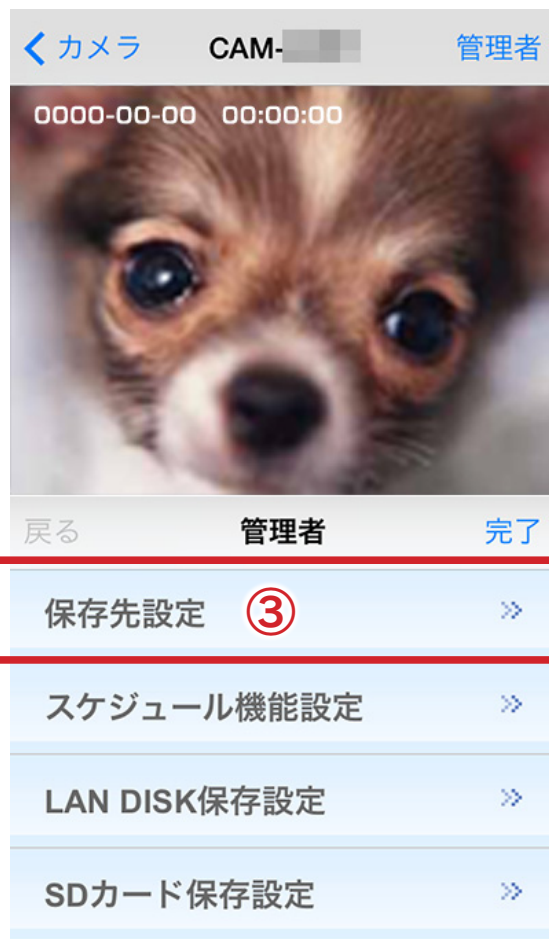 カメラ CAM- 管理者
0000-00-00 00:00:00
戻る 管理者 完了
保存先設定 ③ »
スケジュール機能設定 »
LAN DISK保存設定 »
SDカード保存設定 »